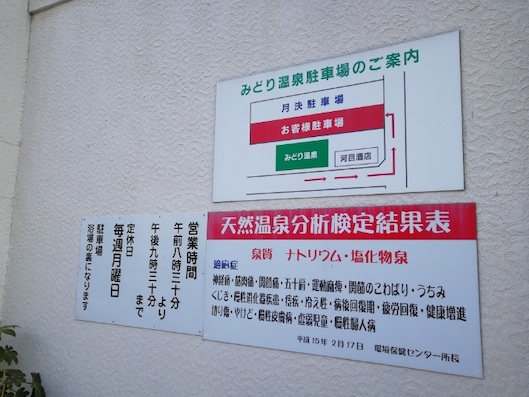 みどり温泉駐車場のご案内
月決駐車場
お客様駐車場
みどり温泉
河目酒店
営業時間
午前八時三十分
より
午後九時三十分
まで
定休日
毎週月曜日
駐車場
浴場の裏になります
天然温泉分析検定結果表
泉質 ナトリウム・塩化物泉
適應症
神経痛・筋肉痛・関節痛・五十肩・運動麻痺・関節のこわばり・うちみ
くじき・慢性消化器疾患・痔疾・冷え性・病後回復期・疲労回復・健康増進
切り傷・やけど・慢性皮膚病・虚弱児童・慢性婦人病
平成15年2月17日 環境保健センター所長